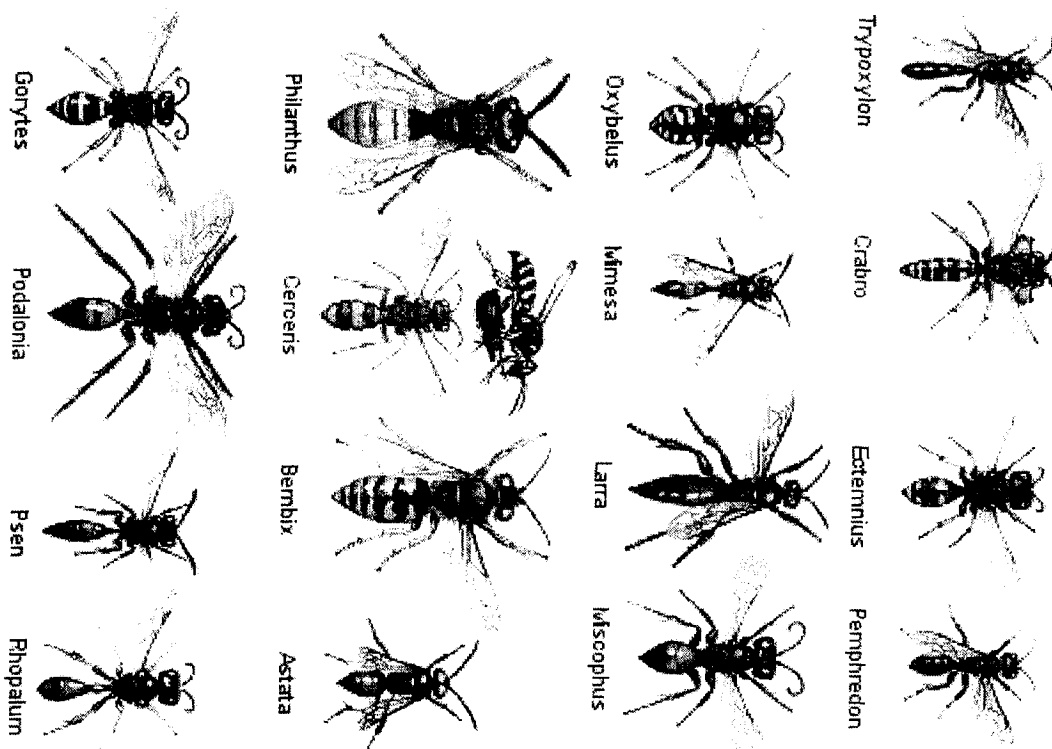 Trypoxylon
Crabro
Ectemnius
Pemphredon
Oxybelus
Mimesa
Larra
Miscophus
Philanthus
Cerceris
Bembix
Astata
Gorytes
Podalonia
Psen
Rhopalum